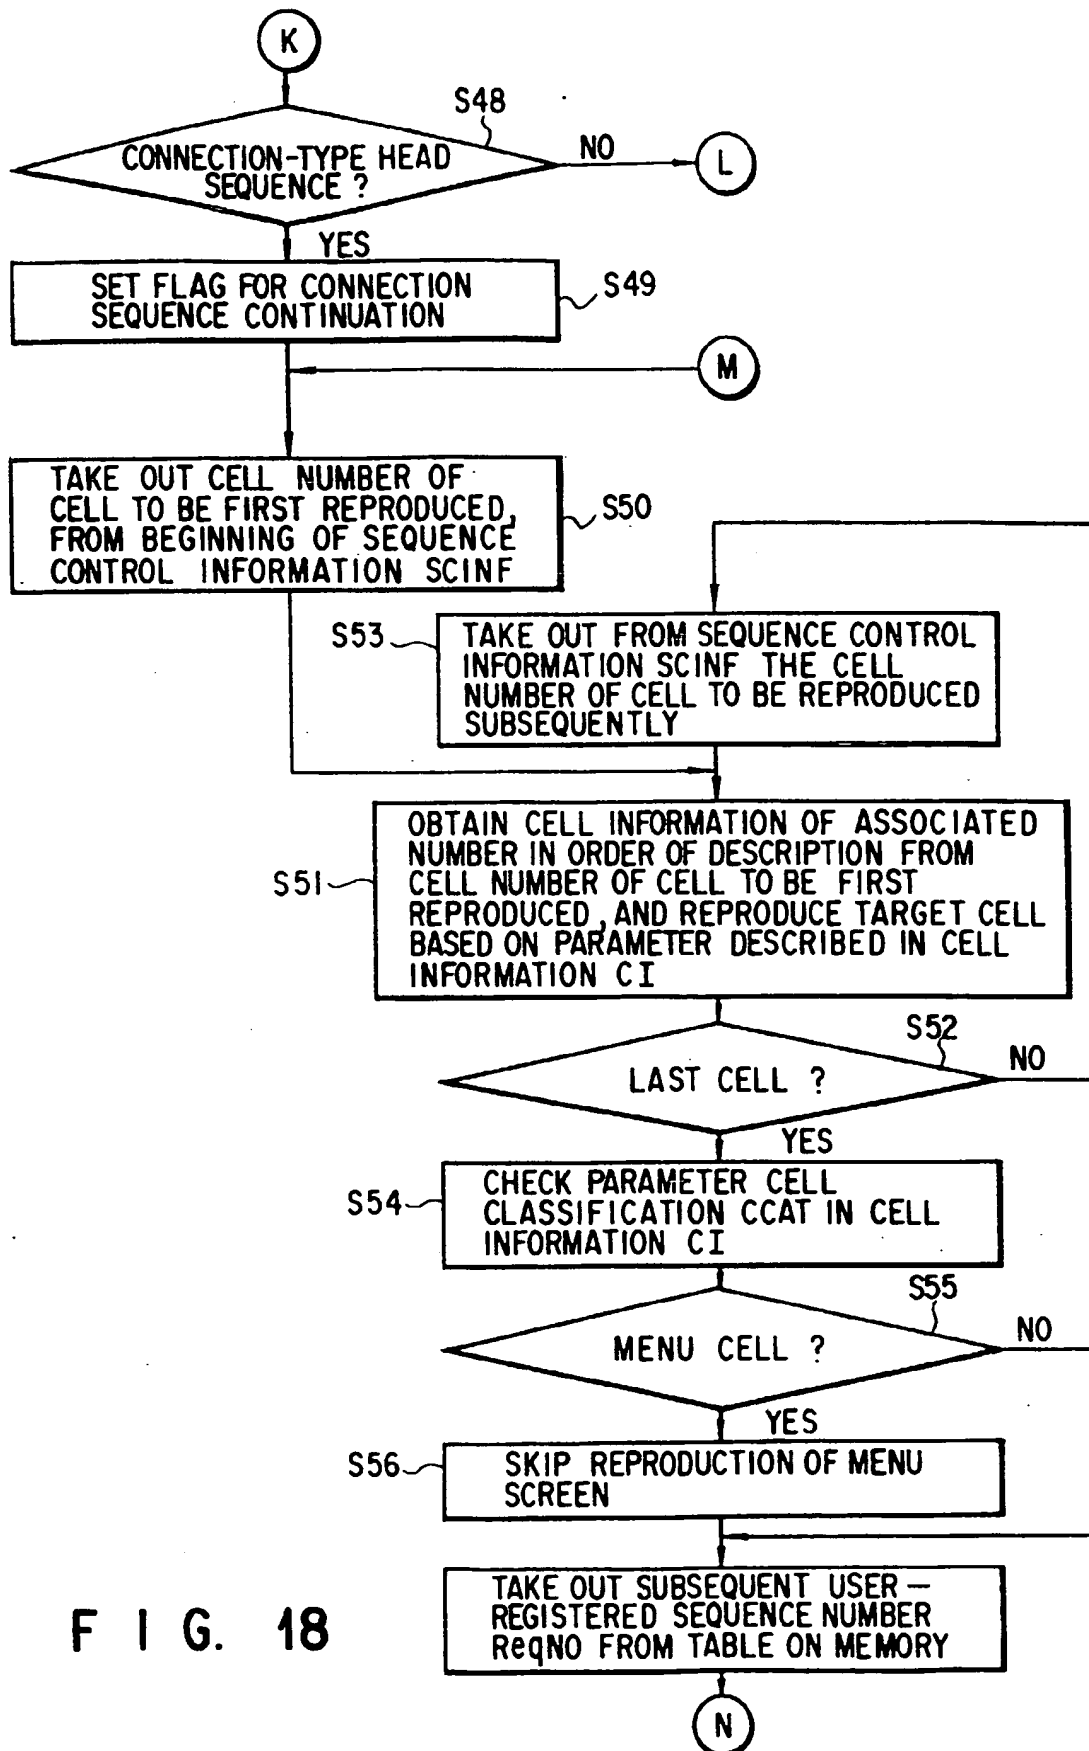 K
S48
CONNECTION-TYPE HEAD
SEQUENCE ?
NO
L
YES
SET FLAG FOR CONNECTION
SEQUENCE CONTINUATION
S49
M
TAKE OUT CELL NUMBER OF
CELL TO BE FIRST REPRODUCED,
FROM BEGINNING OF SEQUENCE
CONTROL INFORMATION SCINF
S50
S53
TAKE OUT FROM SEQUENCE CONTROL
INFORMATION SCINF THE CELL
NUMBER OF CELL TO BE REPRODUCED
SUBSEQUENTLY
S51
OBTAIN CELL INFORMATION OF ASSOCIATED
NUMBER IN ORDER OF DESCRIPTION FROM
CELL NUMBER OF CELL TO BE FIRST
REPRODUCED, AND REPRODUCE TARGET CELL
BASED ON PARAMETER DESCRIBED IN CELL
INFORMATION CI
S52
LAST CELL ?
NO
YES
S54
CHECK PARAMETER CELL
CLASSIFICATION CCAT IN CELL
INFORMATION CI
S55
MENU CELL ?
NO
YES
S56
SKIP REPRODUCTION OF MENU
SCREEN
TAKE OUT SUBSEQUENT USER-
REGISTERED SEQUENCE NUMBER
ReqNO FROM TABLE ON MEMORY
N
FIG. 18